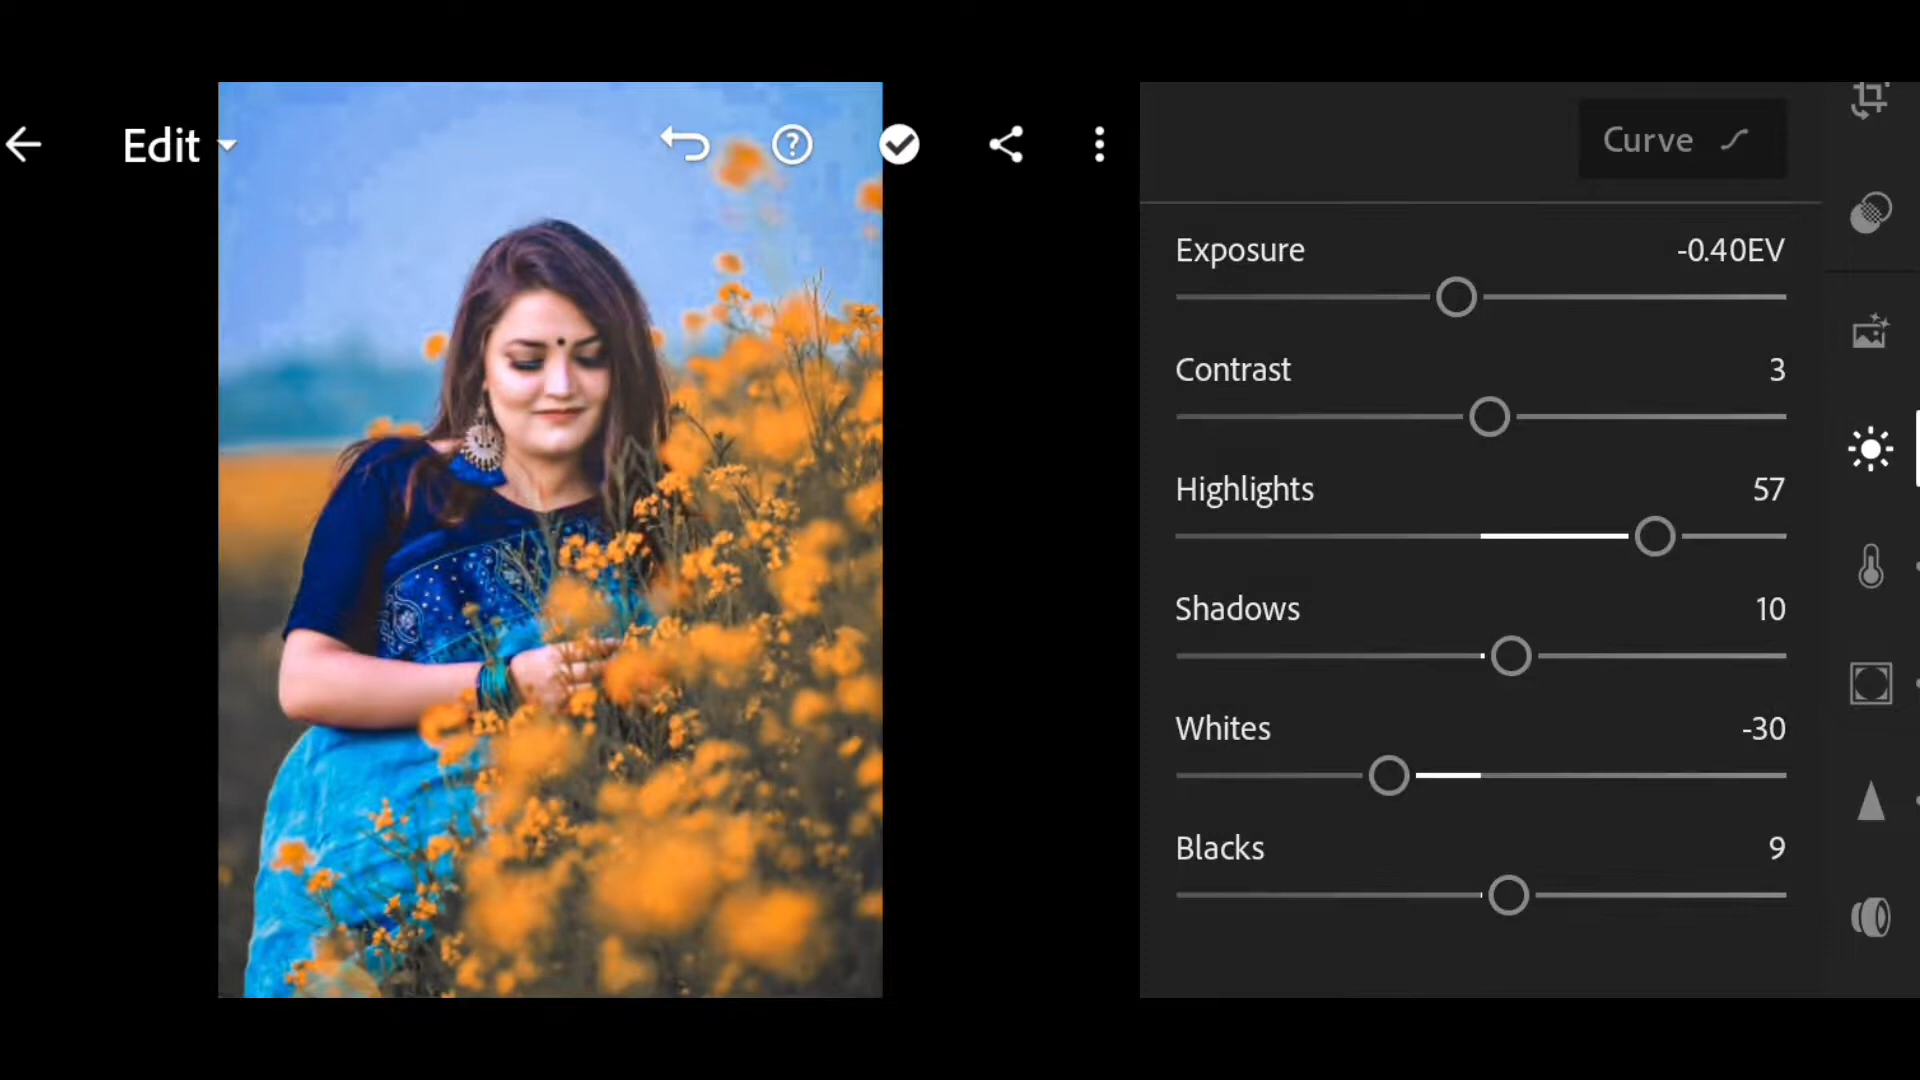 Edit
Curve
Exposure -0.40EV
Contrast 3
Highlights 57
Shadows 10
Whites -30
Blacks 9